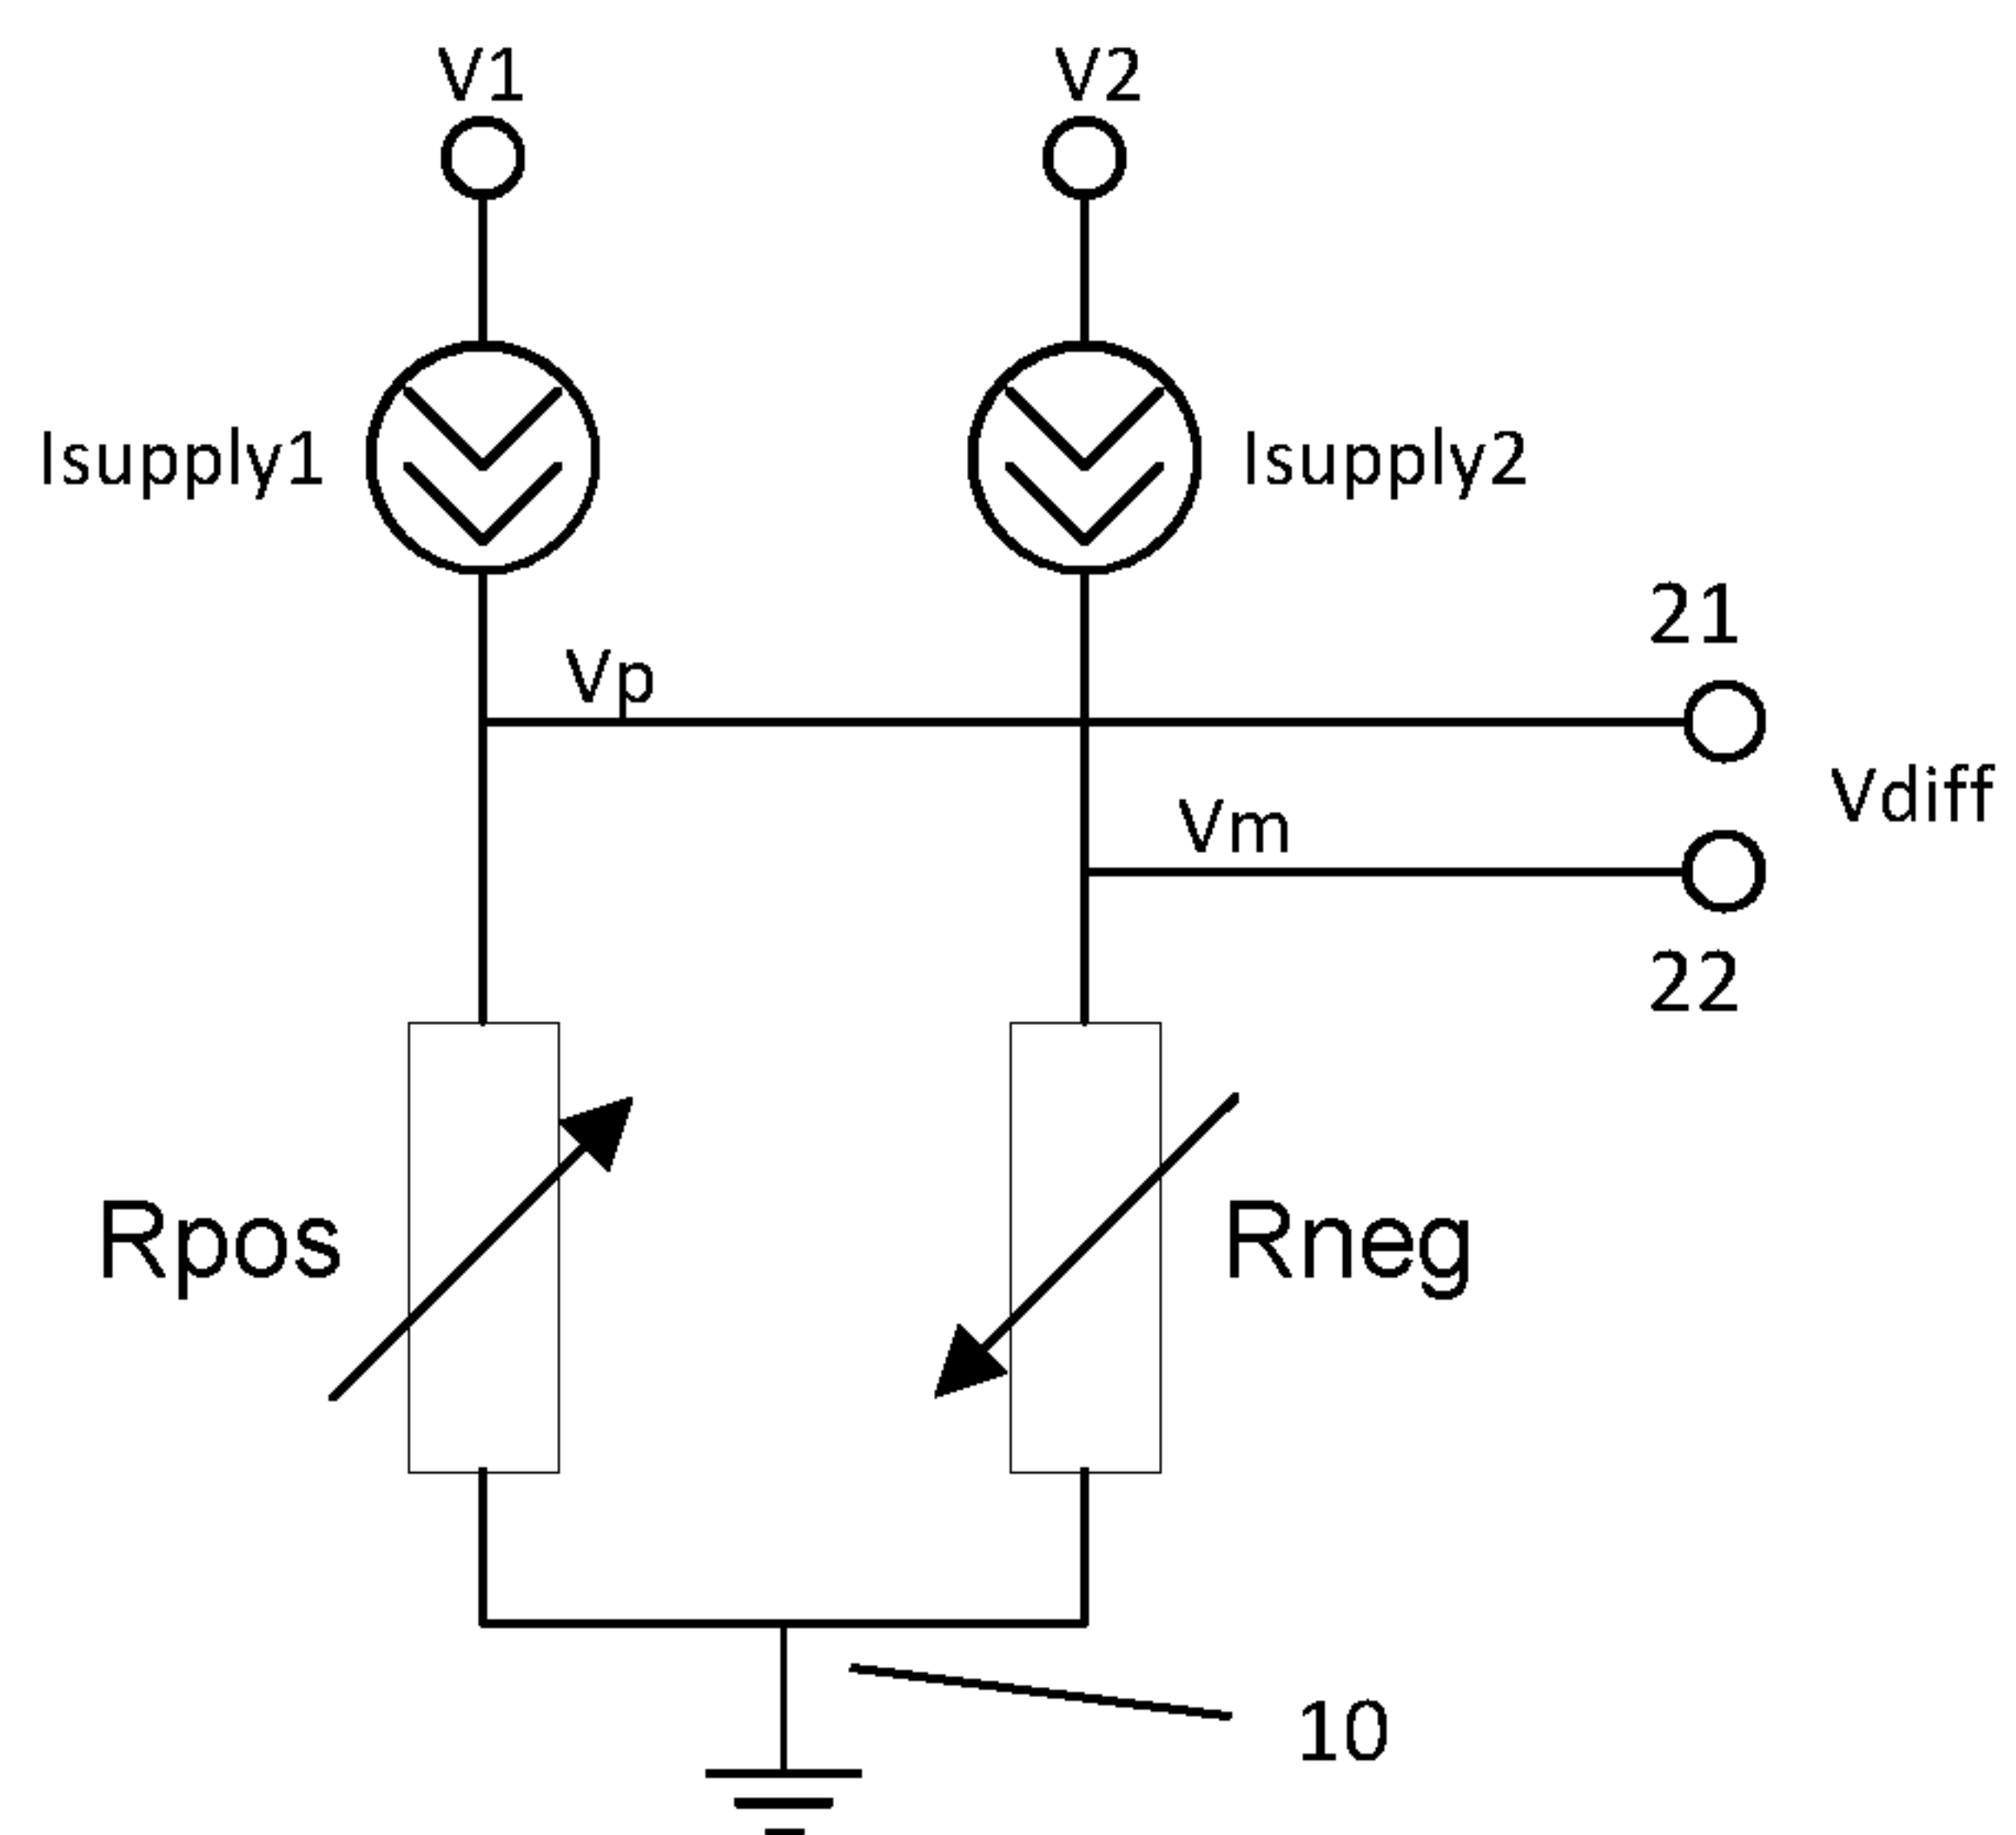 V1
V2
Isupply1
Isupply2
21
Vp
Vdiff
Vm
22
Rpos
Rneg
10